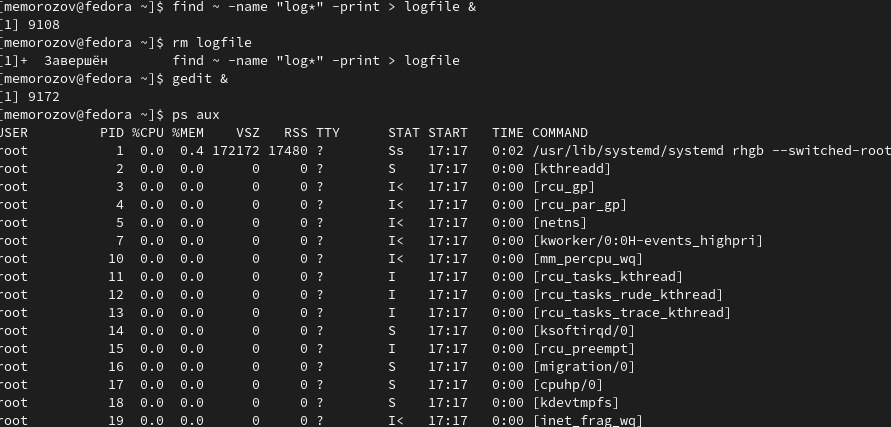 [memorozov@fedora ~]$ find ~ -name "log*" -print > logfile &
[1] 9108
[memorozov@fedora ~]$ rm logfile
[1]+  Завершён        find ~ -name "log*" -print > logfile
[memorozov@fedora ~]$ gedit &
[1] 9172
[memorozov@fedora ~]$ ps aux
USER         PID %CPU %MEM    VSZ   RSS TTY      STAT START   TIME COMMAND
root           1  0.0  0.4 172172 17480 ?        Ss   17:17   0:02 /usr/lib/systemd/systemd rhgb --switched-root
root           2  0.0  0.0      0     0 ?        S    17:17   0:00 [kthreadd]
root           3  0.0  0.0      0     0 ?        I<   17:17   0:00 [rcu_gp]
root           4  0.0  0.0      0     0 ?        I<   17:17   0:00 [rcu_par_gp]
root           5  0.0  0.0      0     0 ?        I<   17:17   0:00 [netns]
root           7  0.0  0.0      0     0 ?        I<   17:17   0:00 [kworker/0:0H-events_highpri]
root          10  0.0  0.0      0     0 ?        I<   17:17   0:00 [mm_percpu_wq]
root          11  0.0  0.0      0     0 ?        I    17:17   0:00 [rcu_tasks_kthread]
root          12  0.0  0.0      0     0 ?        I    17:17   0:00 [rcu_tasks_rude_kthread]
root          13  0.0  0.0      0     0 ?        I    17:17   0:00 [rcu_tasks_trace_kthread]
root          14  0.0  0.0      0     0 ?        S    17:17   0:00 [ksoftirqd/0]
root          15  0.0  0.0      0     0 ?        I    17:17   0:00 [rcu_preempt]
root          16  0.0  0.0      0     0 ?        S    17:17   0:00 [migration/0]
root          17  0.0  0.0      0     0 ?        S    17:17   0:00 [cpuhp/0]
root          18  0.0  0.0      0     0 ?        S    17:17   0:00 [kdevtmpfs]
root          19  0.0  0.0      0     0 ?        I<   17:17   0:00 [inet_frag_wq]